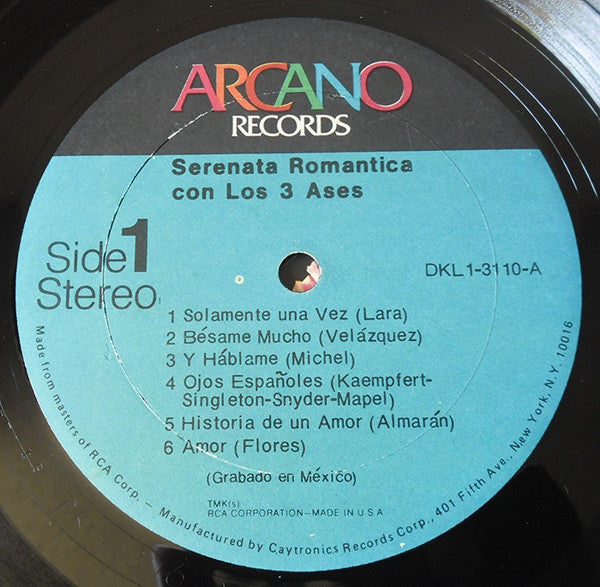 ARCANO
RECORDS
Serenata Romantica
con Los 3 Ases
Side 1
Stereo
DKL1-3110-A
1 Solamente una Vez (Lara)
2 Bésame Mucho (Velázquez)
3 Y Háblame (Michel)
4 Ojos Españoles (Kaempfert-
Singleton-Snyder-Mapel)
5 Historia de un Amor (Almarán)
6 Amor (Flores)
(Grabado en México)
TMK(s)
RCA CORPORATION—MADE IN U.S.A
Made from masters of RCA Corp. – Manufactured by Caytronics Records Corp., 401 Fifth Ave., New York, N.Y. 10016